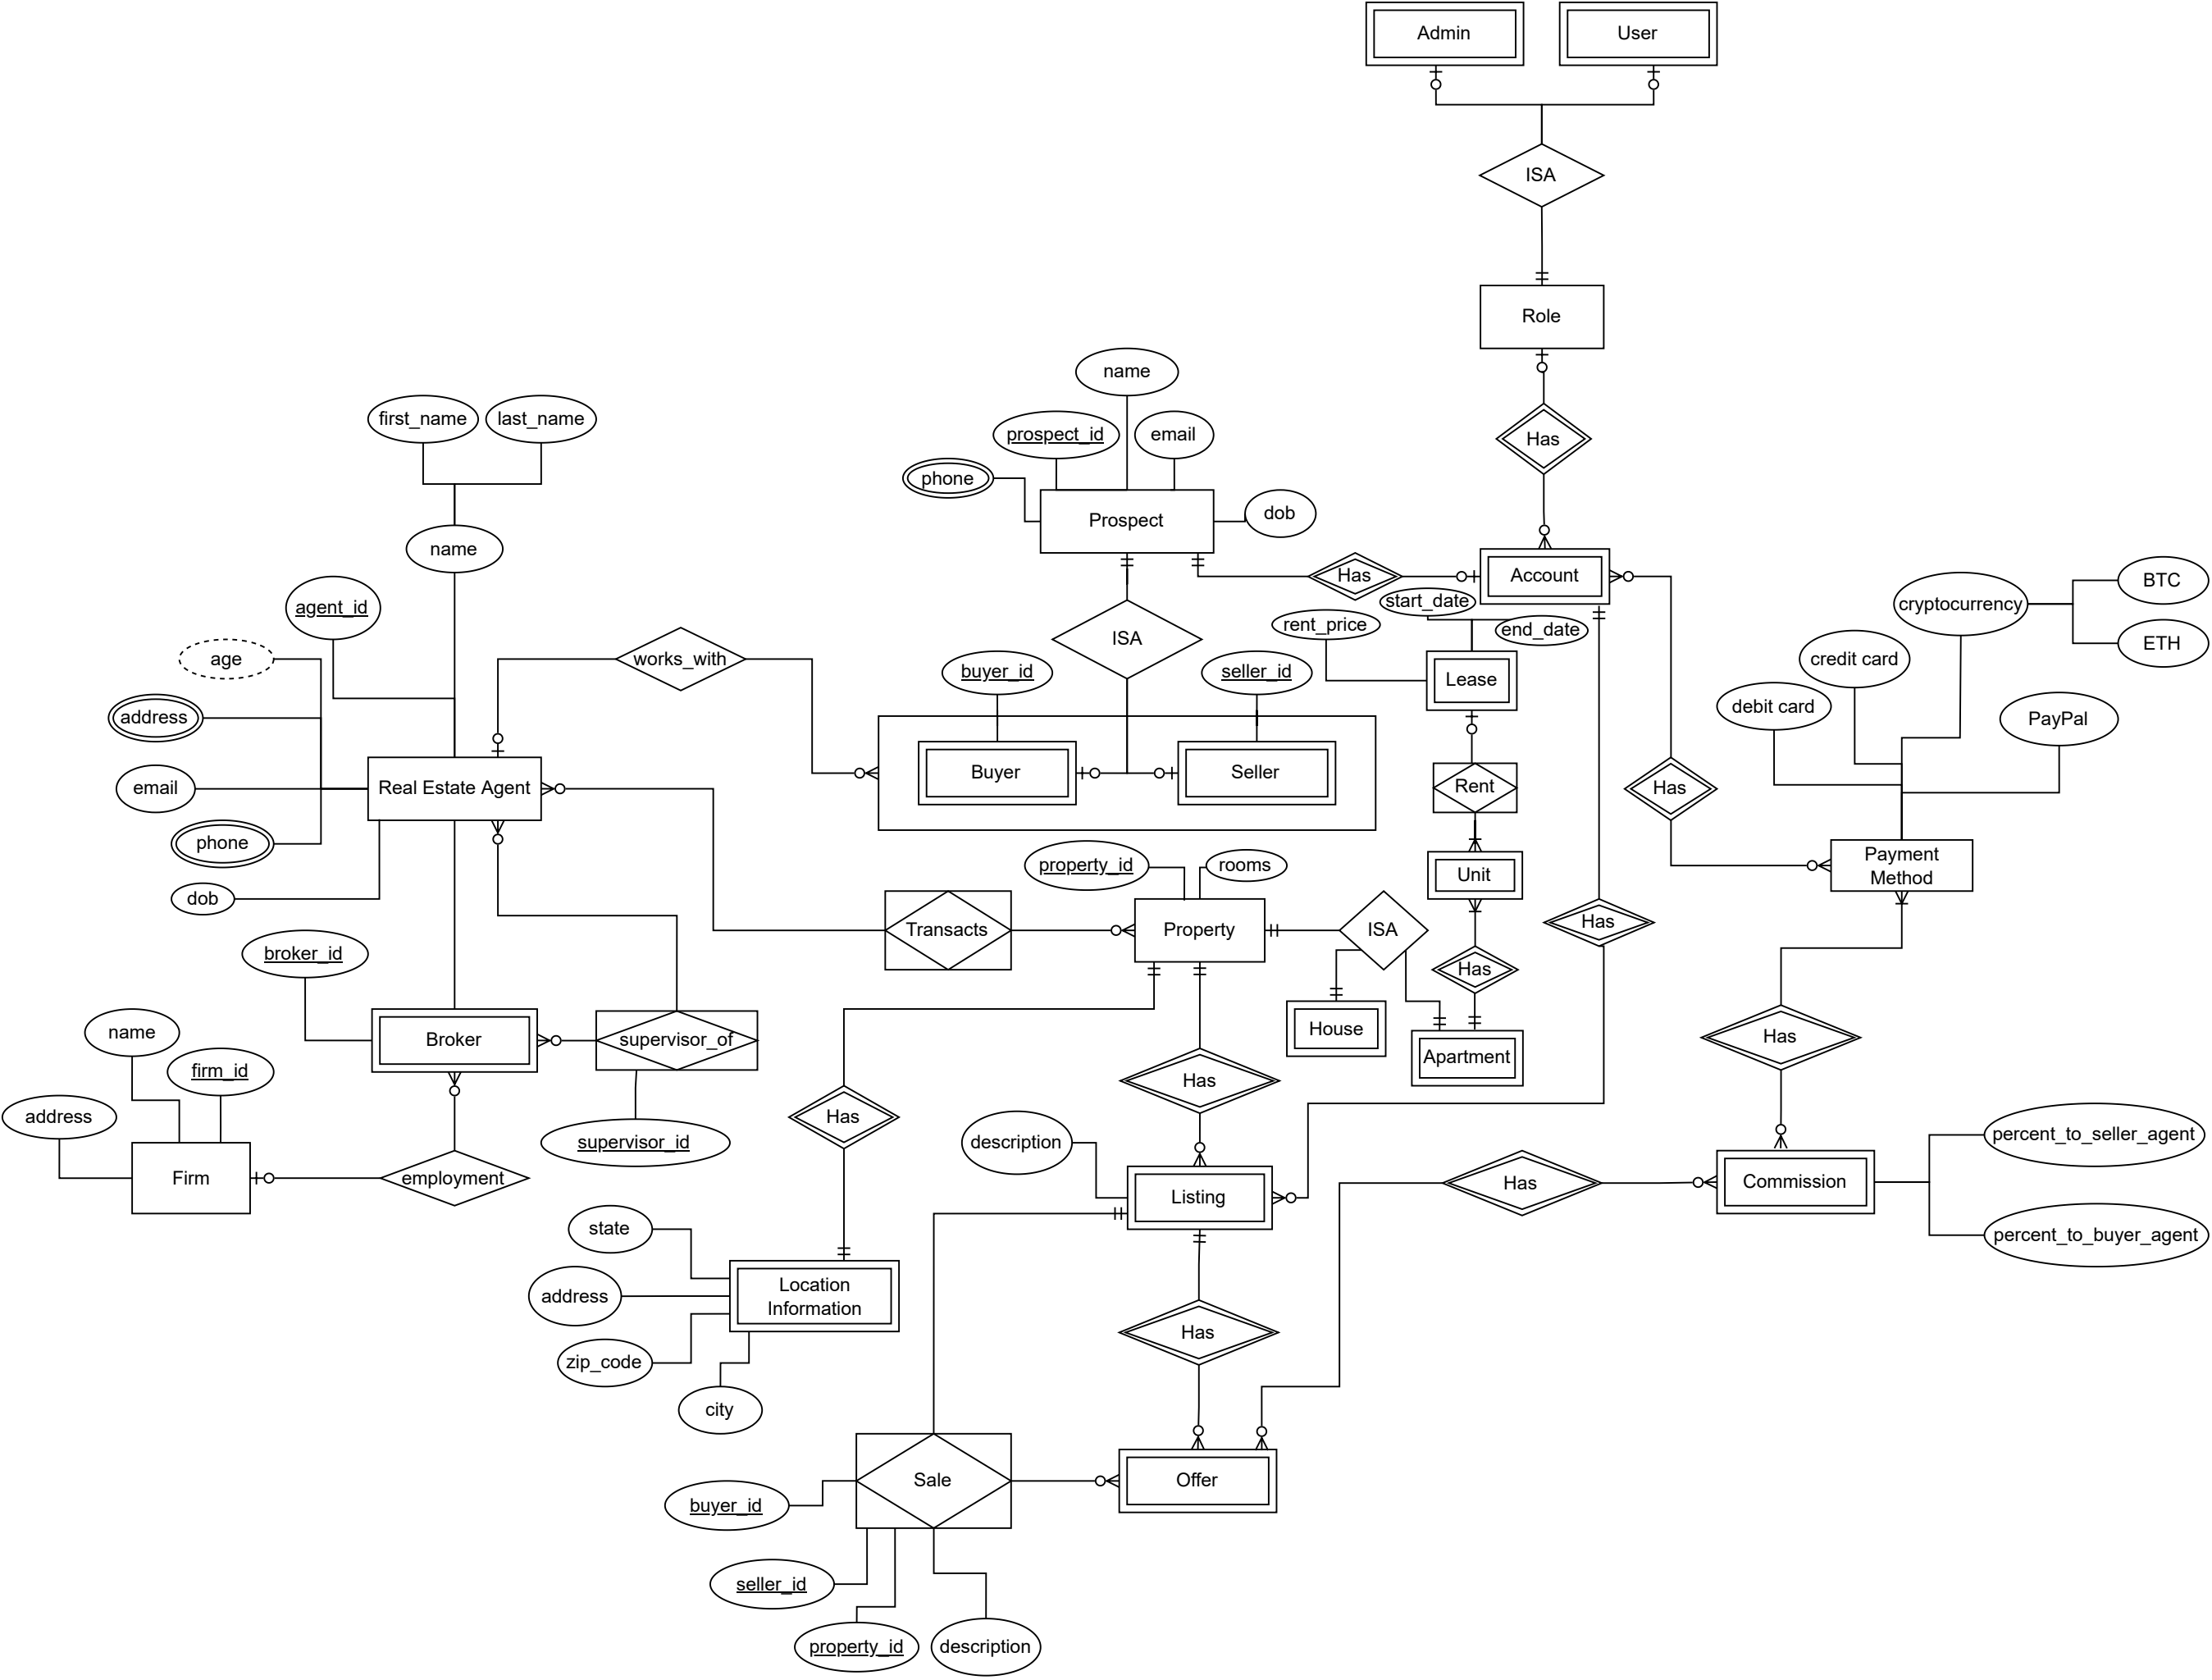 Admin
User
ISA
Role
name
first_name
last_name
prospect_id
email
Has
phone
Prospect
dob
name
Has
Account
BTC
cryptocurrency
agent_id
start_date
rent_price
end_date
ISA
ETH
age
works_with
credit card
buyer_id
seller_id
Lease
debit card
PayPal
address
Buyer
Seller
email
Real Estate Agent
Rent
Has
phone
property_id
rooms
Unit
Payment
Method
dob
Transacts
Property
ISA
Has
broker_id
Has
name
Broker
supervisor_of
House
Has
Apartment
firm_id
Has
address
Has
supervisor_id
description
percent_to_seller_agent
Firm
employment
Listing
Has
Commission
state
percent_to_buyer_agent
Location
Information
address
Has
zip_code
city
Sale
Offer
buyer_id
seller_id
property_id
description